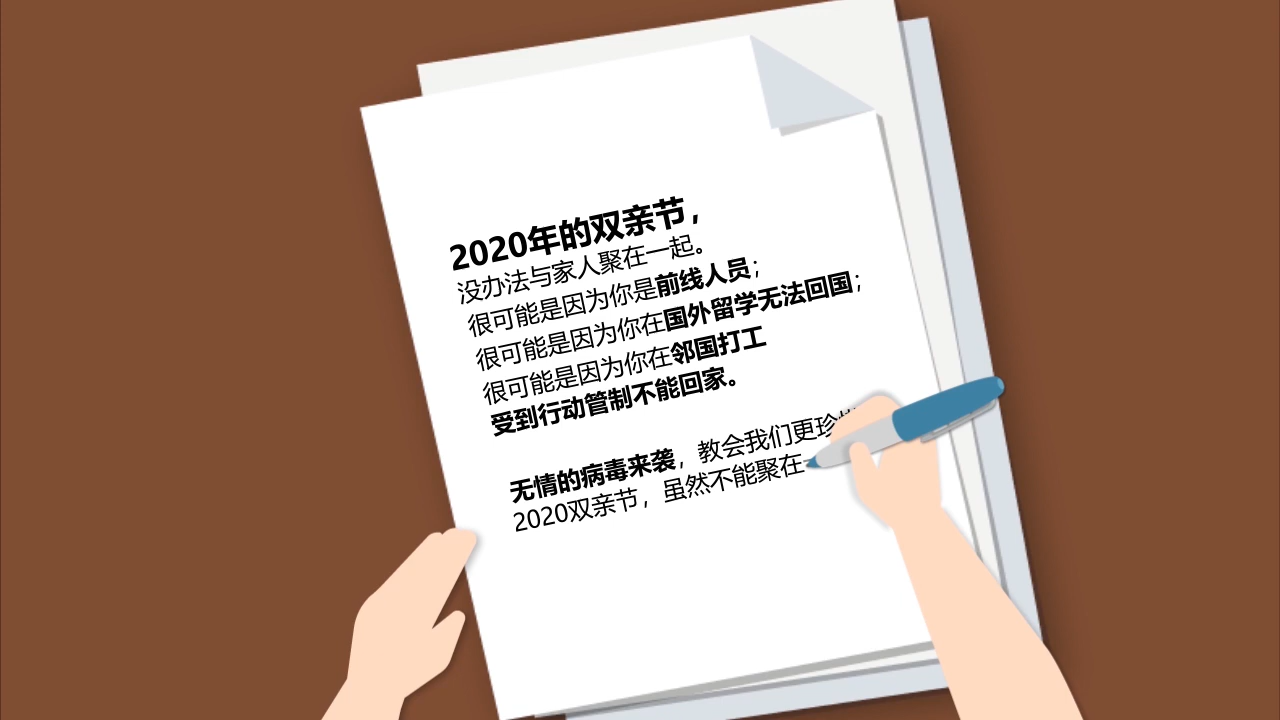 2020年的双亲节，
没办法与家人聚在一起。
很可能是因为你是前线人员；
很可能是因为你在国外留学无法回国；
很可能是因为你在邻国打工
受到行动管制不能回家。
无情的病毒来袭，教会我们更珍
2020双亲节，虽然不能聚在